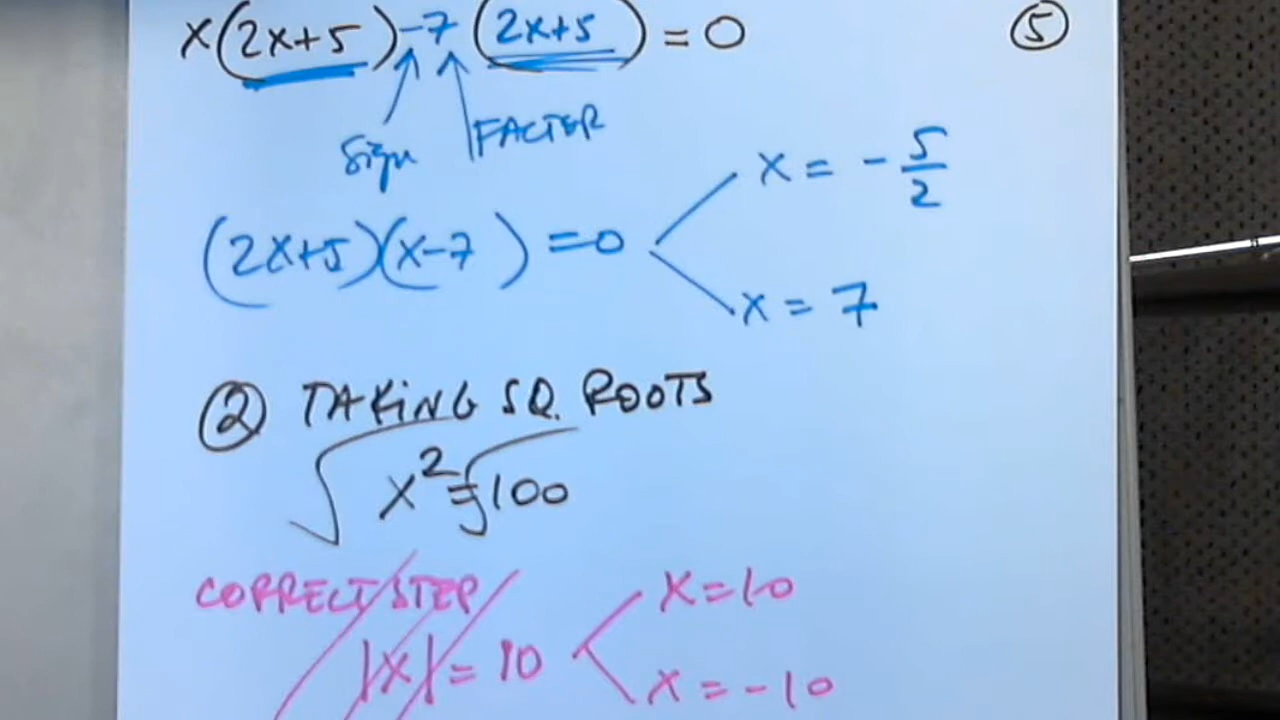 x(2x+5)-7(2x+5)=0
⑤
Sign
FACTER
(2x+5)(x-7)=0
x = -5/2
x = 7
② TAKING SQ. ROOTS
√x²=√100
CORRECT STEP
|x| = 10
x=10
x=-10